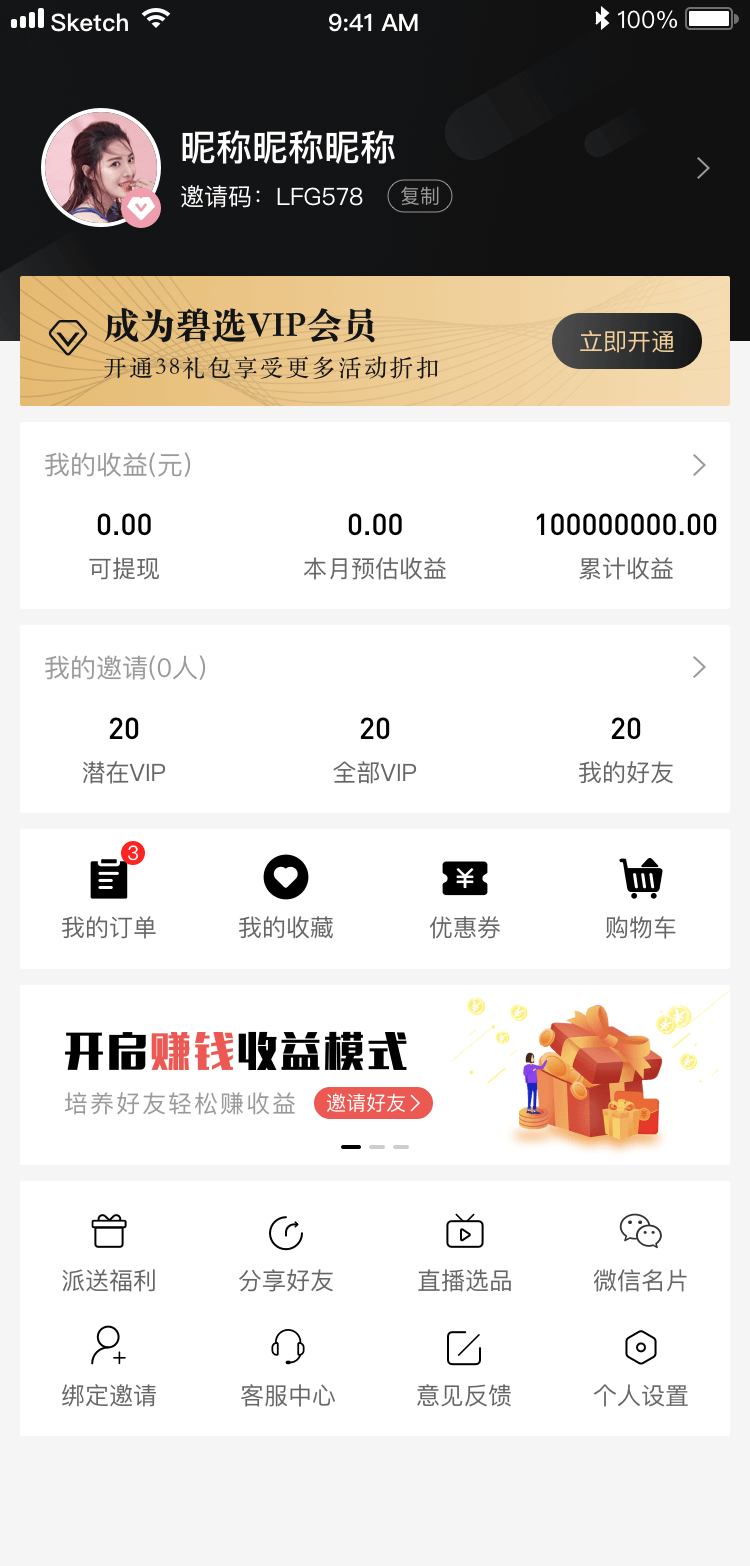 Sketch 9:41 AM 100%
昵称昵称昵称
邀请码：LFG578 复制
成为碧选VIP会员
开通38礼包享受更多活动折扣
立即开通
我的收益(元)
0.00 0.00 100000000.00
可提现 本月预估收益 累计收益
我的邀请(0人)
20 20 20
潜在VIP 全部VIP 我的好友
3
我的订单 我的收藏 优惠券 购物车
开启赚钱收益模式
培养好友轻松赚收益 邀请好友
派送福利 分享好友 直播选品 微信名片
绑定邀请 客服中心 意见反馈 个人设置